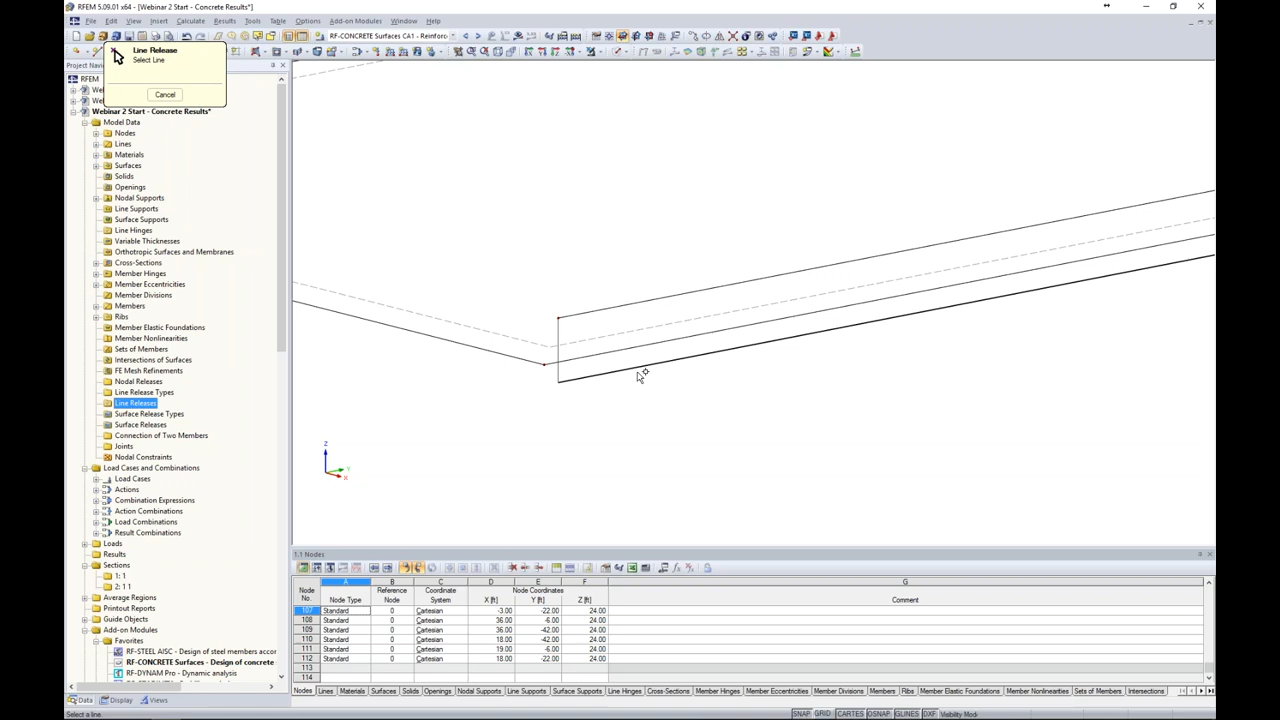 RFEM 5.09.01 x64 - [Webinar 2 Start - Concrete Results*]
File Edit View Insert Calculate Results Tools Table Options Add-on Modules Window Help
RF-CONCRETE Surfaces CA1 - Reinforc
Line Release
Select Line
Cancel
Project Navi
RFEM
Web
Web
Webinar 2 Start - Concrete Results*
Model Data
Nodes
Lines
Materials
Surfaces
Solids
Openings
Nodal Supports
Line Supports
Surface Supports
Line Hinges
Variable Thicknesses
Orthotropic Surfaces and Membranes
Cross-Sections
Member Hinges
Member Eccentricities
Member Divisions
Members
Ribs
Member Elastic Foundations
Member Nonlinearities
Sets of Members
Intersections of Surfaces
FE Mesh Refinements
Nodal Releases
Line Release Types
Line Releases
Surface Release Types
Surface Releases
Connection of Two Members
Joints
Nodal Constraints
Load Cases and Combinations
Load Cases
Actions
Combination Expressions
Action Combinations
Load Combinations
Result Combinations
Loads
Results
Sections
1: 1
2: 1 1
Average Regions
Printout Reports
Guide Objects
Add-on Modules
Favorites
RF-STEEL AISC - Design of steel members accor
RF-CONCRETE Surfaces - Design of concrete
RF-DYNAM Pro - Dynamic analysis
Data Display Views
Z
Y
X
1.1 Nodes
A B C D E F G
Node No. Node Type Reference Node Coordinate System Node Coordinates X [ft] Y [ft] Z [ft] Comment
107 Standard 0 Cartesian -3.00 -22.00 24.00
108 Standard 0 Cartesian 36.00 -6.00 24.00
109 Standard 0 Cartesian 36.00 -42.00 24.00
110 Standard 0 Cartesian 18.00 -42.00 24.00
111 Standard 0 Cartesian 19.00 -6.00 24.00
112 Standard 0 Cartesian 18.00 -22.00 24.00
113
114
Nodes Lines Materials Surfaces Solids Openings Nodal Supports Line Supports Surface Supports Line Hinges Cross-Sections Member Hinges Member Eccentricities Member Divisions Members Ribs Member Elastic Foundations Member Nonlinearities Sets of Members Intersections
Select a line.
SNAP GRID CARTES OSNAP GLINES DXF Visibility Mode